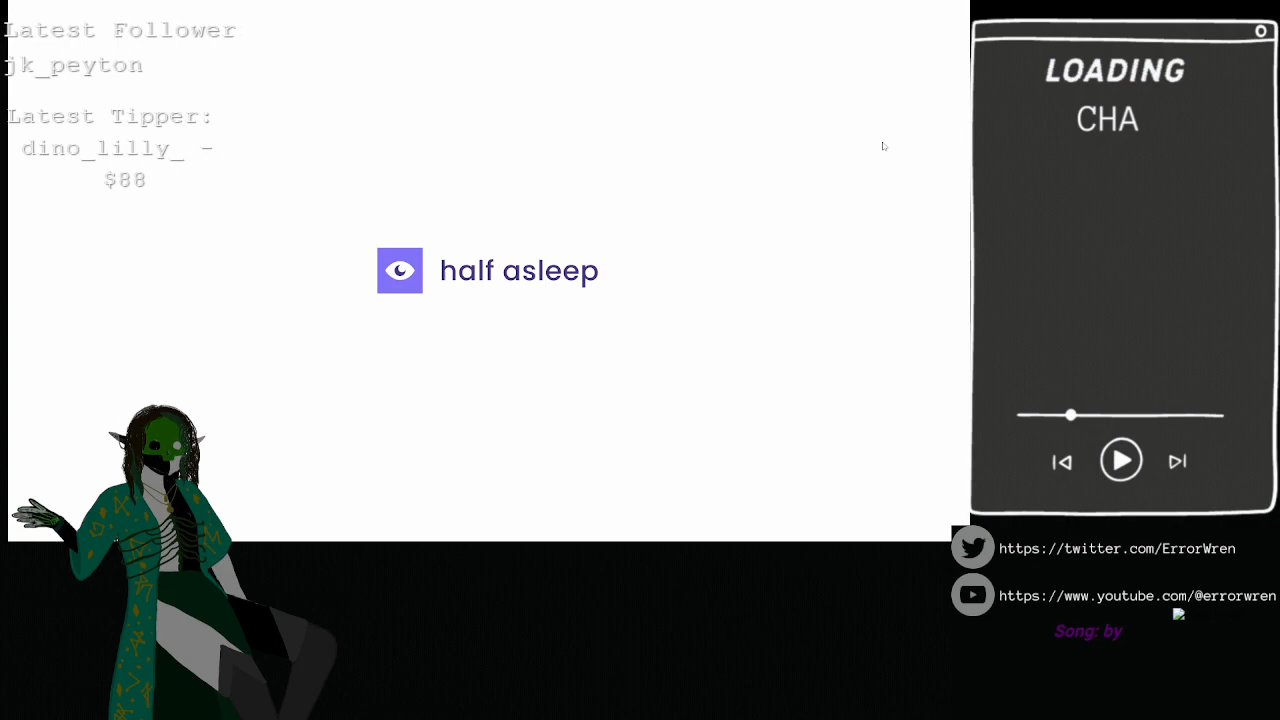 Latest Follower
jk_peyton
Latest Tipper:
dino_lilly_ -
$88
half asleep
LOADING
CHA
https://twitter.com/ErrorWren
https://www.youtube.com/@errorwren
Song: by